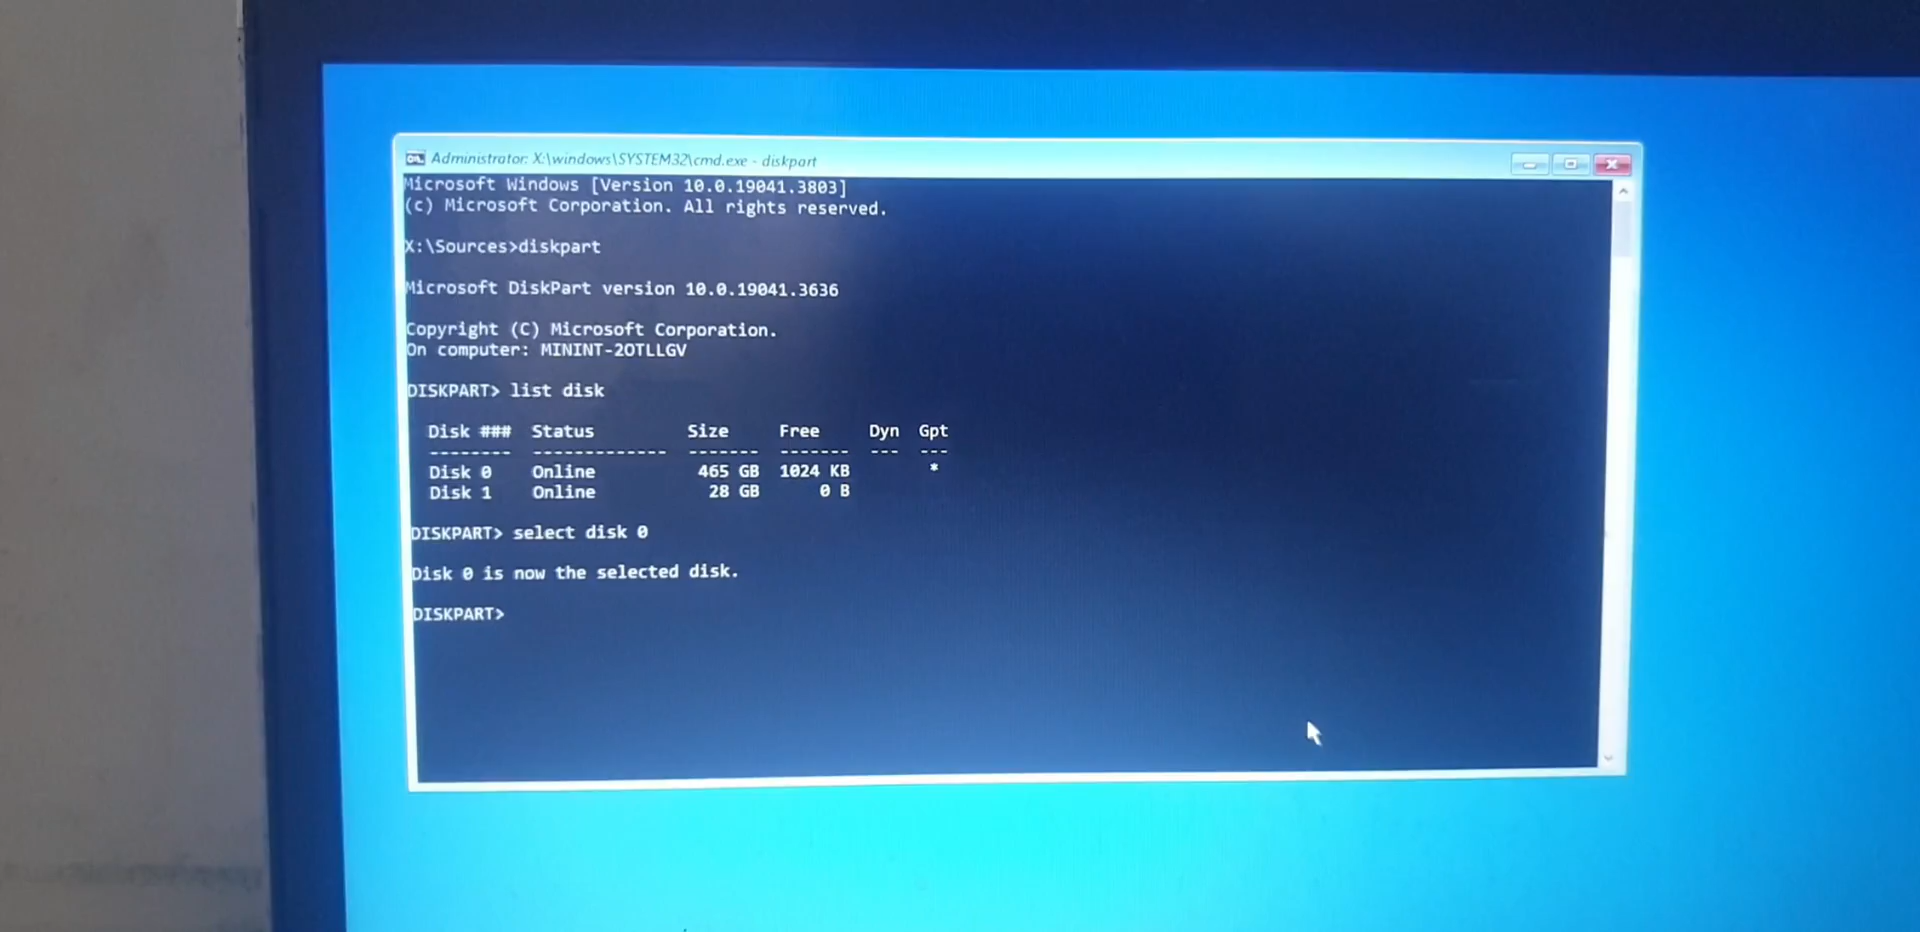 Administrator: X:\windows\SYSTEM32\cmd.exe - diskpart
Microsoft Windows [Version 10.0.19041.3803]
(c) Microsoft Corporation. All rights reserved.
X:\Sources>diskpart
Microsoft DiskPart version 10.0.19041.3636
Copyright (C) Microsoft Corporation.
On computer: MININT-2OTLLGV
DISKPART> list disk
Disk ### Status Size Free Dyn Gpt
-------- ------------- ------- ------- --- ---
Disk 0 Online 465 GB 1024 KB *
Disk 1 Online 28 GB 0 B
DISKPART> select disk 0
Disk 0 is now the selected disk.
DISKPART>